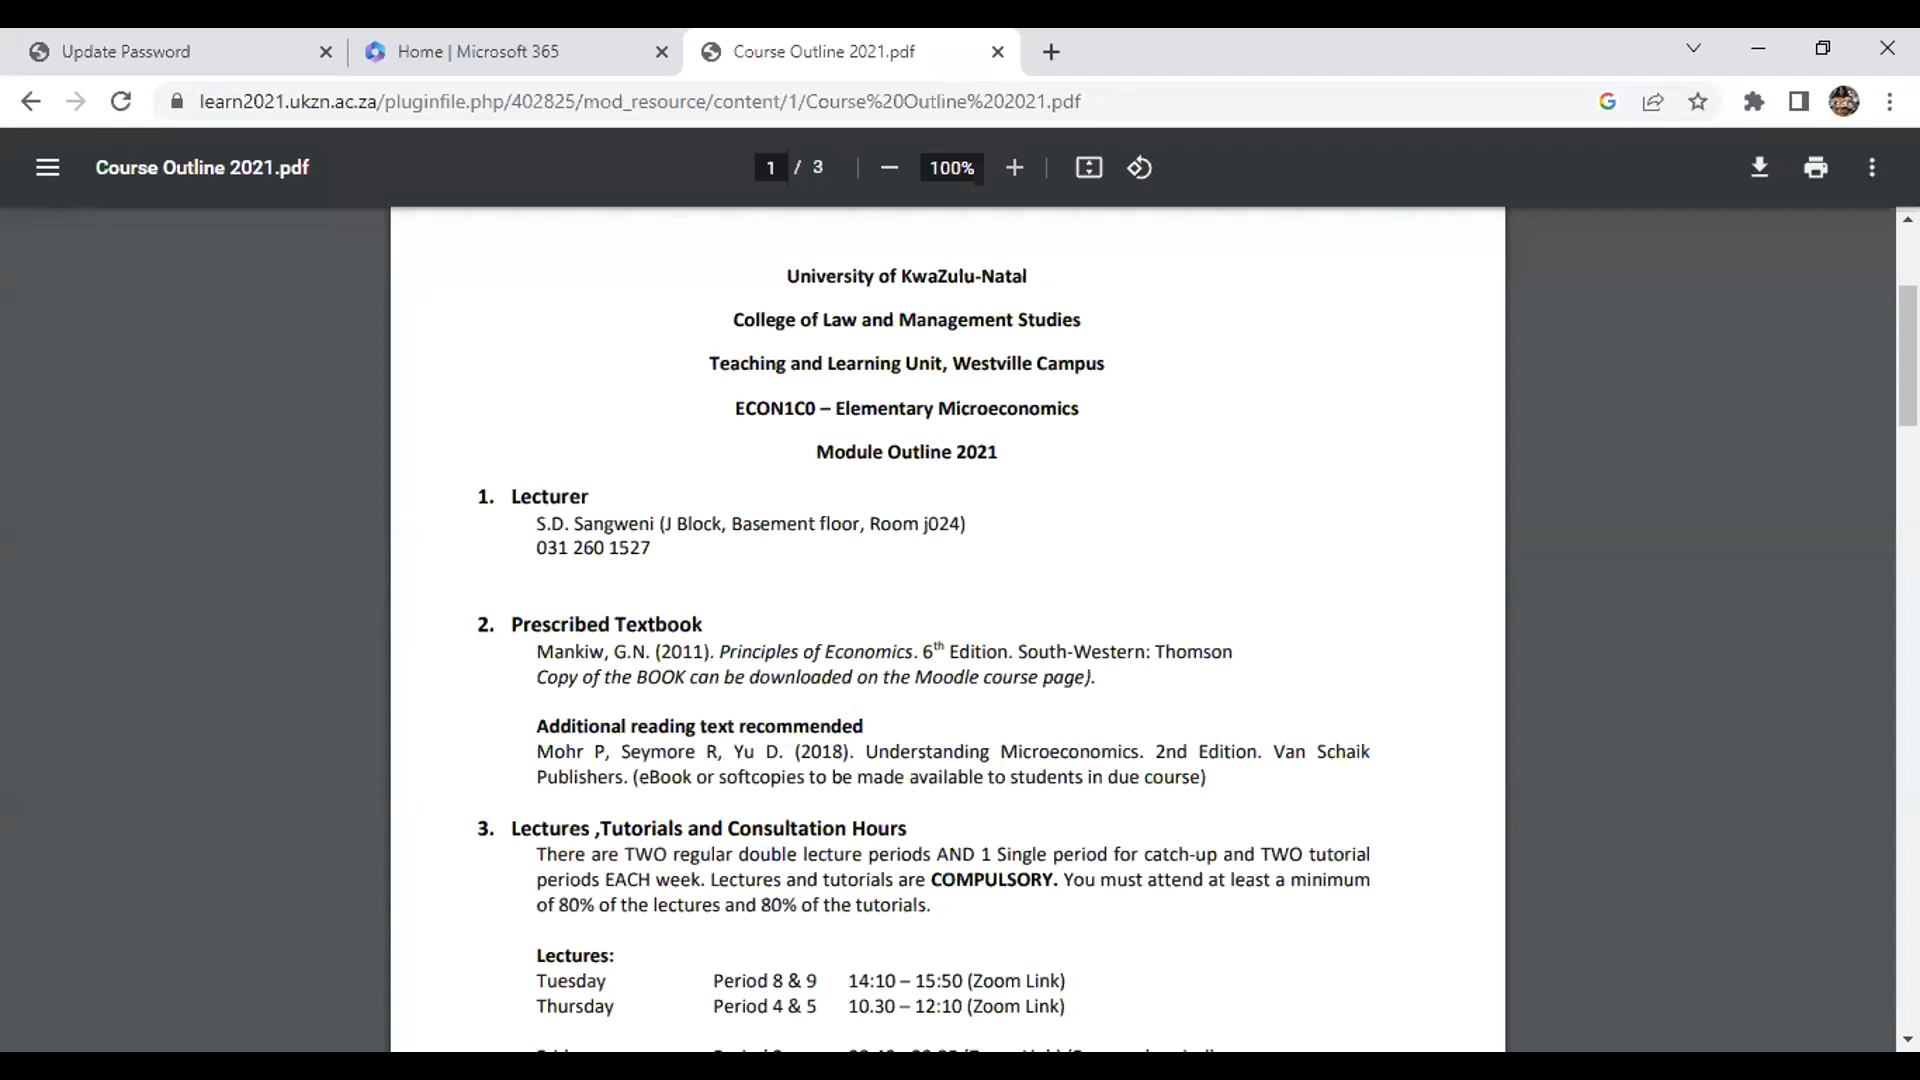 Update Password
Home | Microsoft 365
Course Outline 2021.pdf
learn2021.ukzn.ac.za/pluginfile.php/402825/mod_resource/content/1/Course%20Outline%202021.pdf
Course Outline 2021.pdf
1 / 3
100%
University of KwaZulu-Natal
College of Law and Management Studies
Teaching and Learning Unit, Westville Campus
ECON1C0 – Elementary Microeconomics
Module Outline 2021
1. Lecturer
S.D. Sangweni (J Block, Basement floor, Room j024)
031 260 1527
2. Prescribed Textbook
Mankiw, G.N. (2011). Principles of Economics. 6th Edition. South-Western: Thomson
Copy of the BOOK can be downloaded on the Moodle course page).
Additional reading text recommended
Mohr P, Seymore R, Yu D. (2018). Understanding Microeconomics. 2nd Edition. Van Schaik
Publishers. (eBook or softcopies to be made available to students in due course)
3. Lectures ,Tutorials and Consultation Hours
There are TWO regular double lecture periods AND 1 Single period for catch-up and TWO tutorial
periods EACH week. Lectures and tutorials are COMPULSORY. You must attend at least a minimum
of 80% of the lectures and 80% of the tutorials.
Lectures:
Tuesday Period 8 & 9 14:10 – 15:50 (Zoom Link)
Thursday Period 4 & 5 10.30 – 12:10 (Zoom Link)